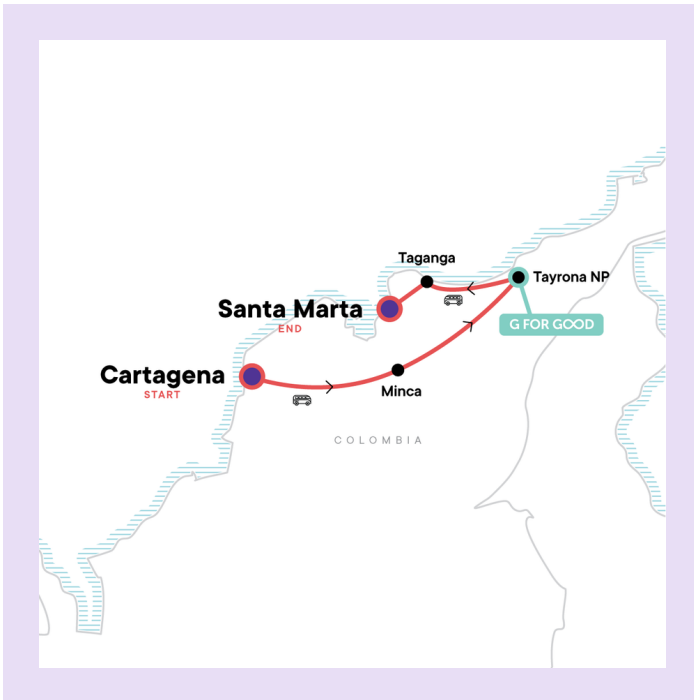 Taganga
Tayrona NP
Santa Marta
END
G FOR GOOD
Cartagena
START
Minca
COLOMBIA